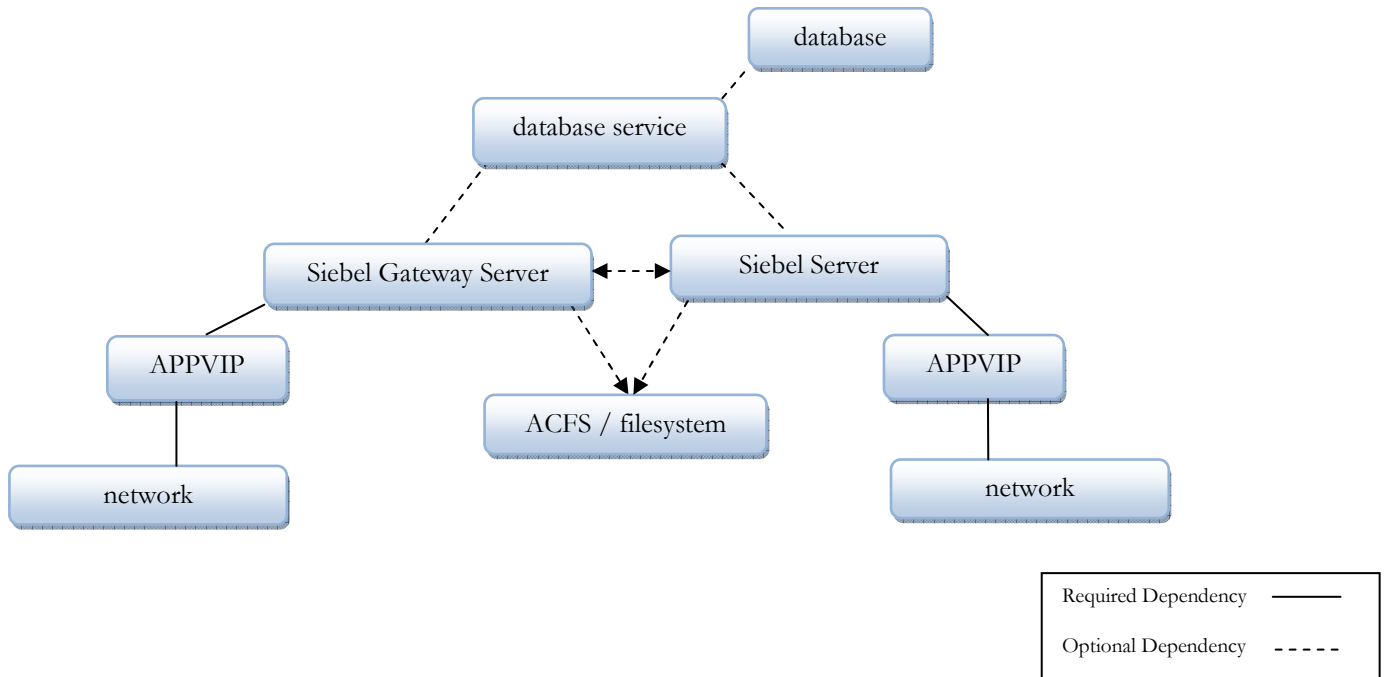 database
database service
Siebel Gateway Server
Siebel Server
APPVIP
APPVIP
ACFS / filesystem
network
network
Required Dependency
Optional Dependency